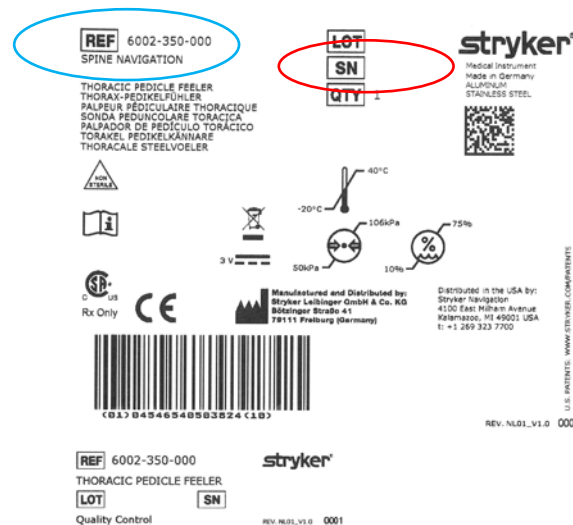 REF 6002-350-000
SPINE NAVIGATION
THORACIC PEDICLE FEELER
THORAX-PEDIKELFÜHLER
PALPEUR PÉDICULAIRE THORACIQUE
SONDA PEDUNCOLARE TORACICA
PALPADOR DE PEDÍCULO TORÁCICO
TORAKEL PEDIKELKÄNNARE
THORACALE STEELVOELER
LOT
SN
QTY 1
stryker®
Medical Instrument
Made in Germany
ALUMINUM
STAINLESS STEEL
NON
STERILE
40°C
-20°C
106kPa
50kPa
75%
%
10%
3 V
C US
Rx Only
CE
Manufactured and Distributed by:
Stryker Leibinger GmbH & Co. KG
Bötzinger Straße 41
79111 Freiburg (Germany)
Distributed in the USA by:
Stryker Navigation
4100 East Milham Avenue
Kalamazoo, MI 49001 USA
t: +1 269 323 7700
U.S. PATENTS: WWW.STRYKER.COM/PATENTS
(01)04546540503824(10)
REV. NL01_V1.0 000
REF 6002-350-000
THORACIC PEDICLE FEELER
LOT SN
Quality Control
stryker®
REV. NL01_V1.0 0001